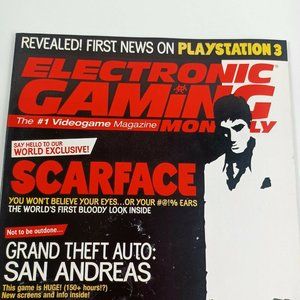 REVEALED! FIRST NEWS ON PLAYSTATION 3
ELECTRONIC
GAMING
The #1 Videogame Magazine MONTHLY
SAY HELLO TO OUR
WORLD EXCLUSIVE!
SCARFACE
YOU WON'T BELIEVE YOUR EYES...OR YOUR #@!% EARS
THE WORLD'S FIRST BLOODY LOOK INSIDE
Not to be outdone...
GRAND THEFT AUTO:
SAN ANDREAS
This game is HUGE! (150+ hours!?)
New screens and info inside!